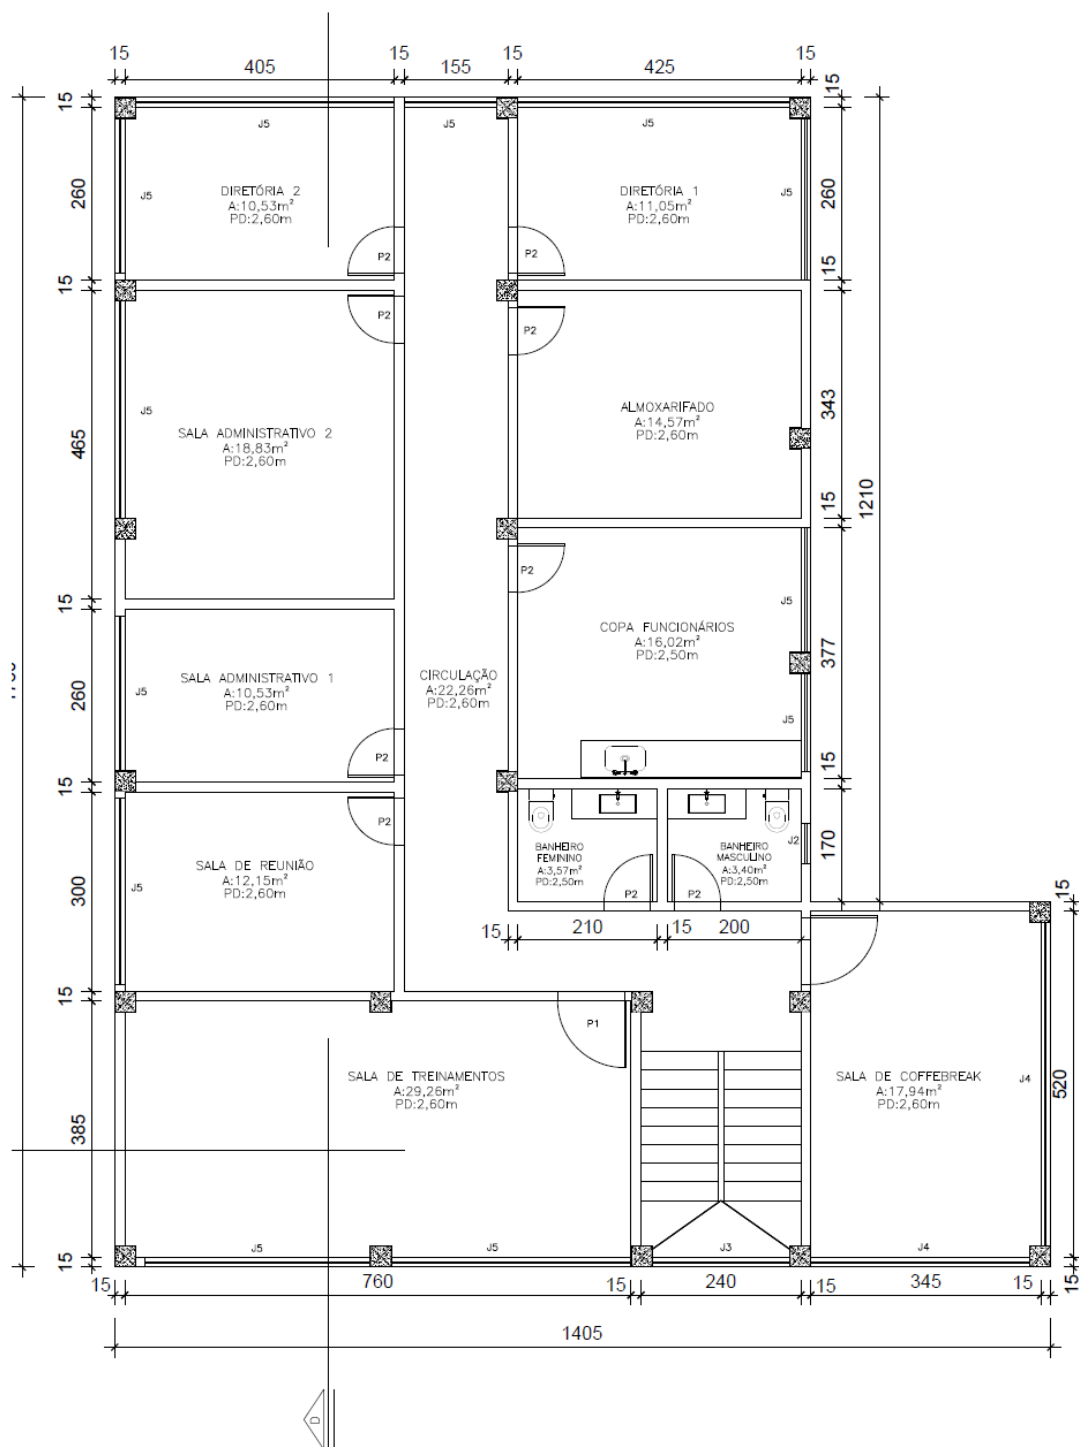 15
405
15
155
15
425
15
15
15
J5
J5
J5
260
J5
DIRETÓRIA 2
A:10,53m²
PD:2,60m
DIRETÓRIA 1
A:11,05m²
PD:2,60m
J5
260
P2
P2
15
15
P2
P2
J5
465
SALA ADMINISTRATIVO 2
A:18,83m²
PD:2,60m
ALMOXARIFADO
A:14,57m²
PD:2,60m
343
1210
15
P2
15
J5
COPA FUNCIONÁRIOS
A:16,02m²
PD:2,50m
377
260
J5
SALA ADMINISTRATIVO 1
A:10,53m²
PD:2,60m
CIRCULAÇÃO
A:22,26m²
PD:2,60m
J5
P2
15
15
P2
J2
170
300
J5
SALA DE REUNIÃO
A:12,15m²
PD:2,60m
BANHEIRO
FEMININO
A:3,57m²
PD:2,50m
BANHEIRO
MASCULINO
A:3,40m²
PD:2,50m
P2
P2
15
15
210
15
200
15
P1
385
SALA DE TREINAMENTOS
A:29,26m²
PD:2,60m
SALA DE COFFEBREAK
A:17,94m²
PD:2,60m
J4
520
J5
J5
J3
J4
15
15
760
15
240
15
345
15
15
1405
D